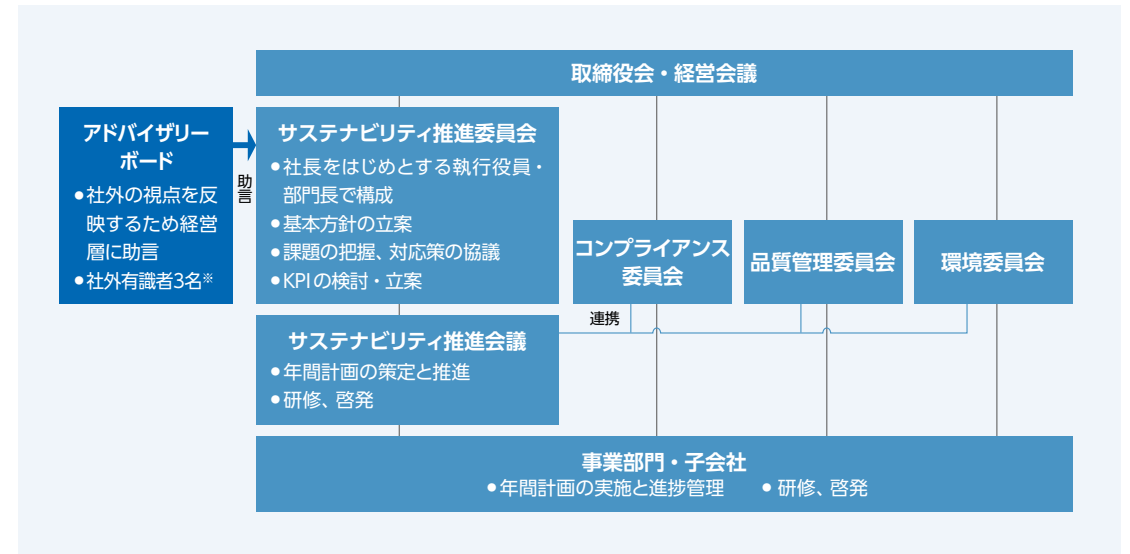 取締役会・経営会議
アドバイザリー
ボード
●社外の視点を反
映するため経営
層に助言
●社外有識者3名※
助言
サステナビリティ推進委員会
●社長をはじめとする執行役員・
部門長で構成
●基本方針の立案
●課題の把握、対応策の協議
●KPIの検討・立案
コンプライアンス
委員会
品質管理委員会
環境委員会
連携
サステナビリティ推進会議
●年間計画の策定と推進
●研修、啓発
事業部門・子会社
●年間計画の実施と進捗管理 ●研修、啓発